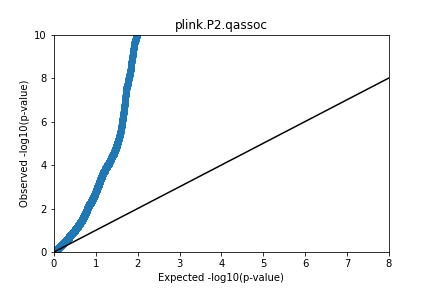 plink.P2.qassoc
10
8
6
4
2
0
Observed -log10(p-value)
0 1 2 3 4 5 6 7 8
Expected -log10(p-value)